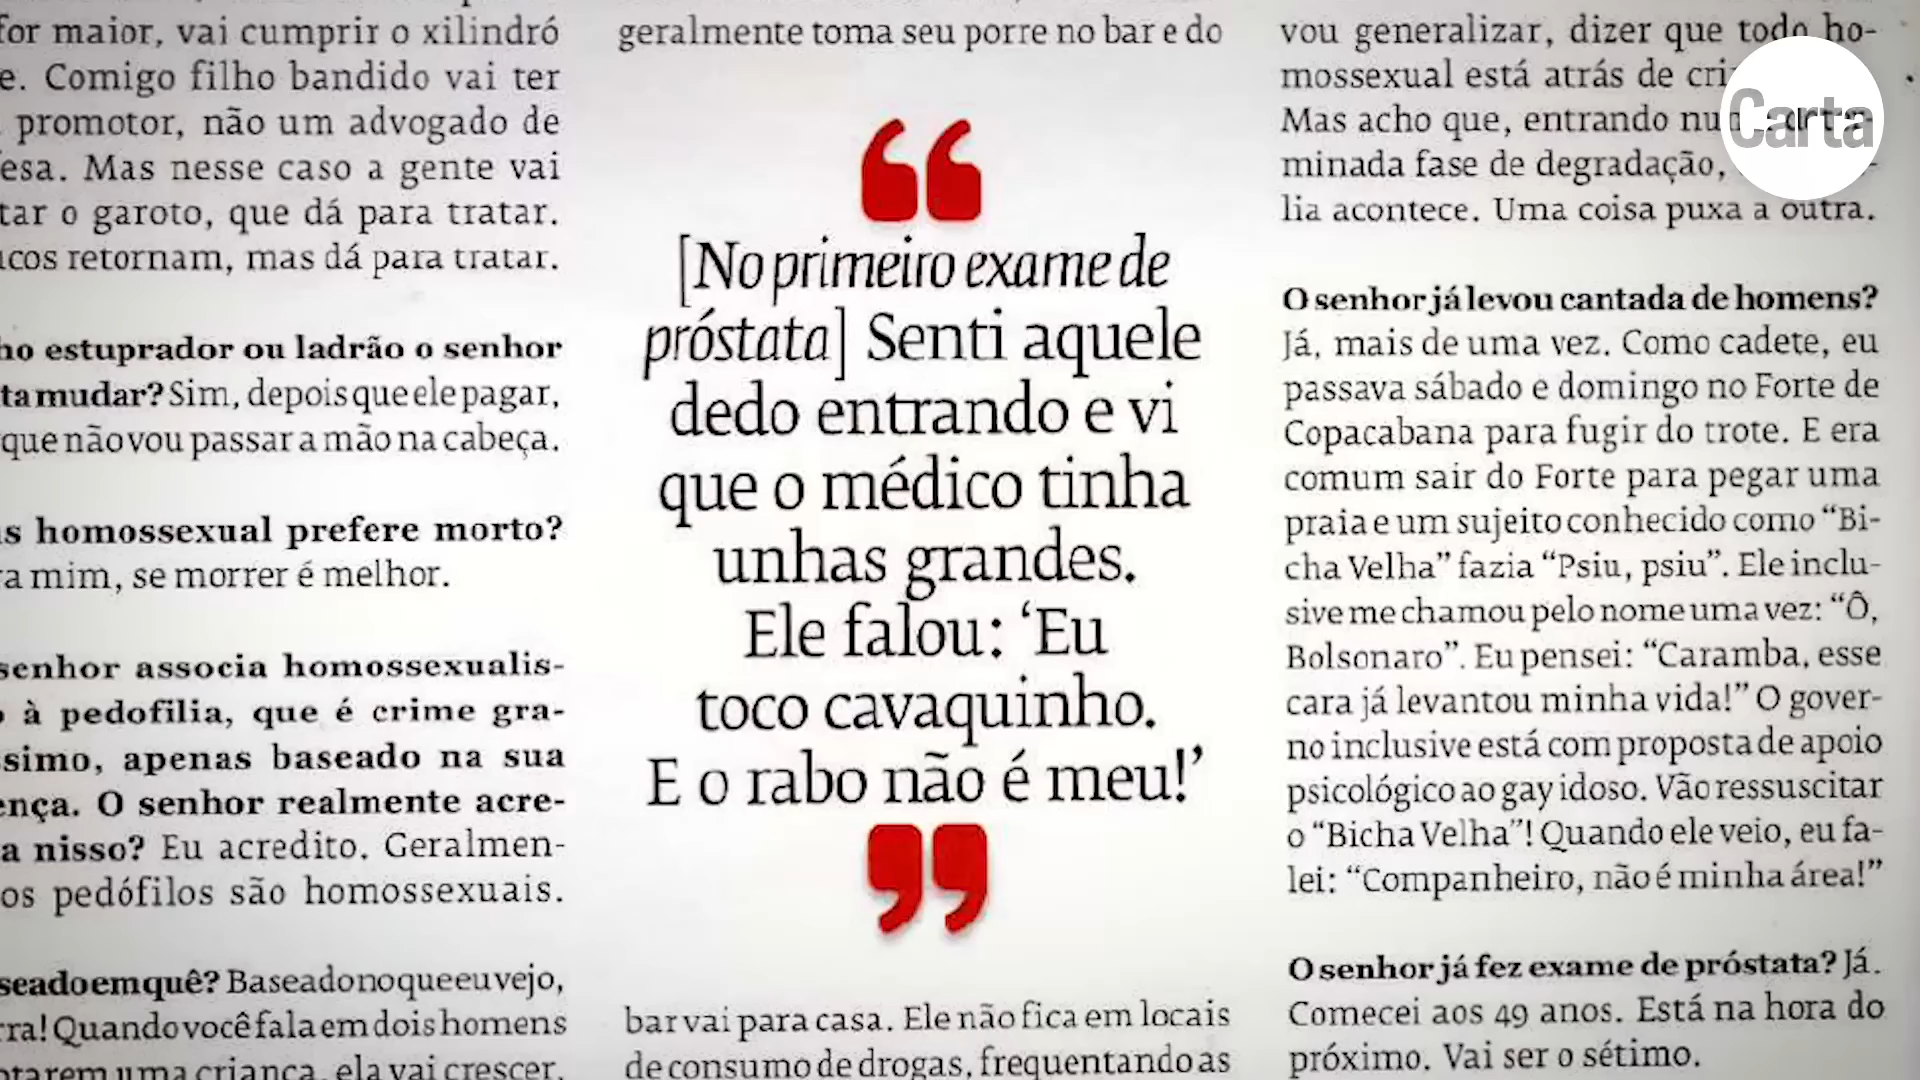 for maior, vai cumprir o xilindró
e. Comigo filho bandido vai ter
promotor, não um advogado de
esa. Mas nesse caso a gente vai
tar o garoto, que dá para tratar.
cos retornam, mas dá para tratar.
ho estuprador ou ladrão o senhor
ta mudar? Sim, depois que ele pagar,
que não vou passar a mão na cabeça.
s homossexual prefere morto?
a mim, se morrer é melhor.
senhor associa homossexualis-
à pedofilia, que é crime gra-
ssimo, apenas baseado na sua
ença. O senhor realmente acre-
a nisso? Eu acredito. Geralmen-
os pedófilos são homossexuais.
seado em quê? Baseado no que eu vejo,
rra! Quando você fala em dois homens
otarem uma criança, ela vai crescer,
geralmente toma seu porre no bar e do
“
[No primeiro exame de
próstata] Senti aquele
dedo entrando e vi
que o médico tinha
unhas grandes.
Ele falou: ‘Eu
toco cavaquinho.
E o rabo não é meu!’
”
bar vai para casa. Ele não fica em locais
de consumo de drogas, frequentando as
vou generalizar, dizer que todo ho-
mossexual está atrás de cri
Mas acho que, entrando nu
minada fase de degradação,
lia acontece. Uma coisa puxa a outra.
O senhor já levou cantada de homens?
Já, mais de uma vez. Como cadete, eu
passava sábado e domingo no Forte de
Copacabana para fugir do trote. E era
comum sair do Forte para pegar uma
praia e um sujeito conhecido como “Bi-
cha Velha” fazia “Psiu, psiu”. Ele inclu-
sive me chamou pelo nome uma vez: “Ô,
Bolsonaro”. Eu pensei: “Caramba, esse
cara já levantou minha vida!” O gover-
no inclusive está com proposta de apoio
psicológico ao gay idoso. Vão ressuscitar
o “Bicha Velha”! Quando ele veio, eu fa-
lei: “Companheiro, não é minha área!”
O senhor já fez exame de próstata? Já.
Comecei aos 49 anos. Está na hora do
próximo. Vai ser o sétimo.
Carta